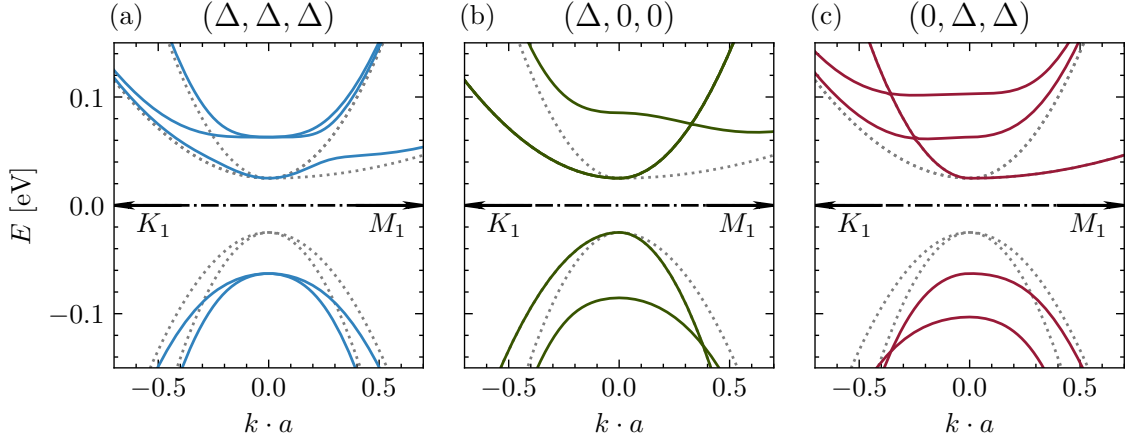 (a) (Δ, Δ, Δ) (b) (Δ, 0, 0) (c) (0, Δ, Δ)
0.1
0.0
−0.1
E [eV]
K₁ M₁ K₁ M₁ K₁ M₁
−0.5 0.0 0.5 −0.5 0.0 0.5 −0.5 0.0 0.5
k · a k · a k · a